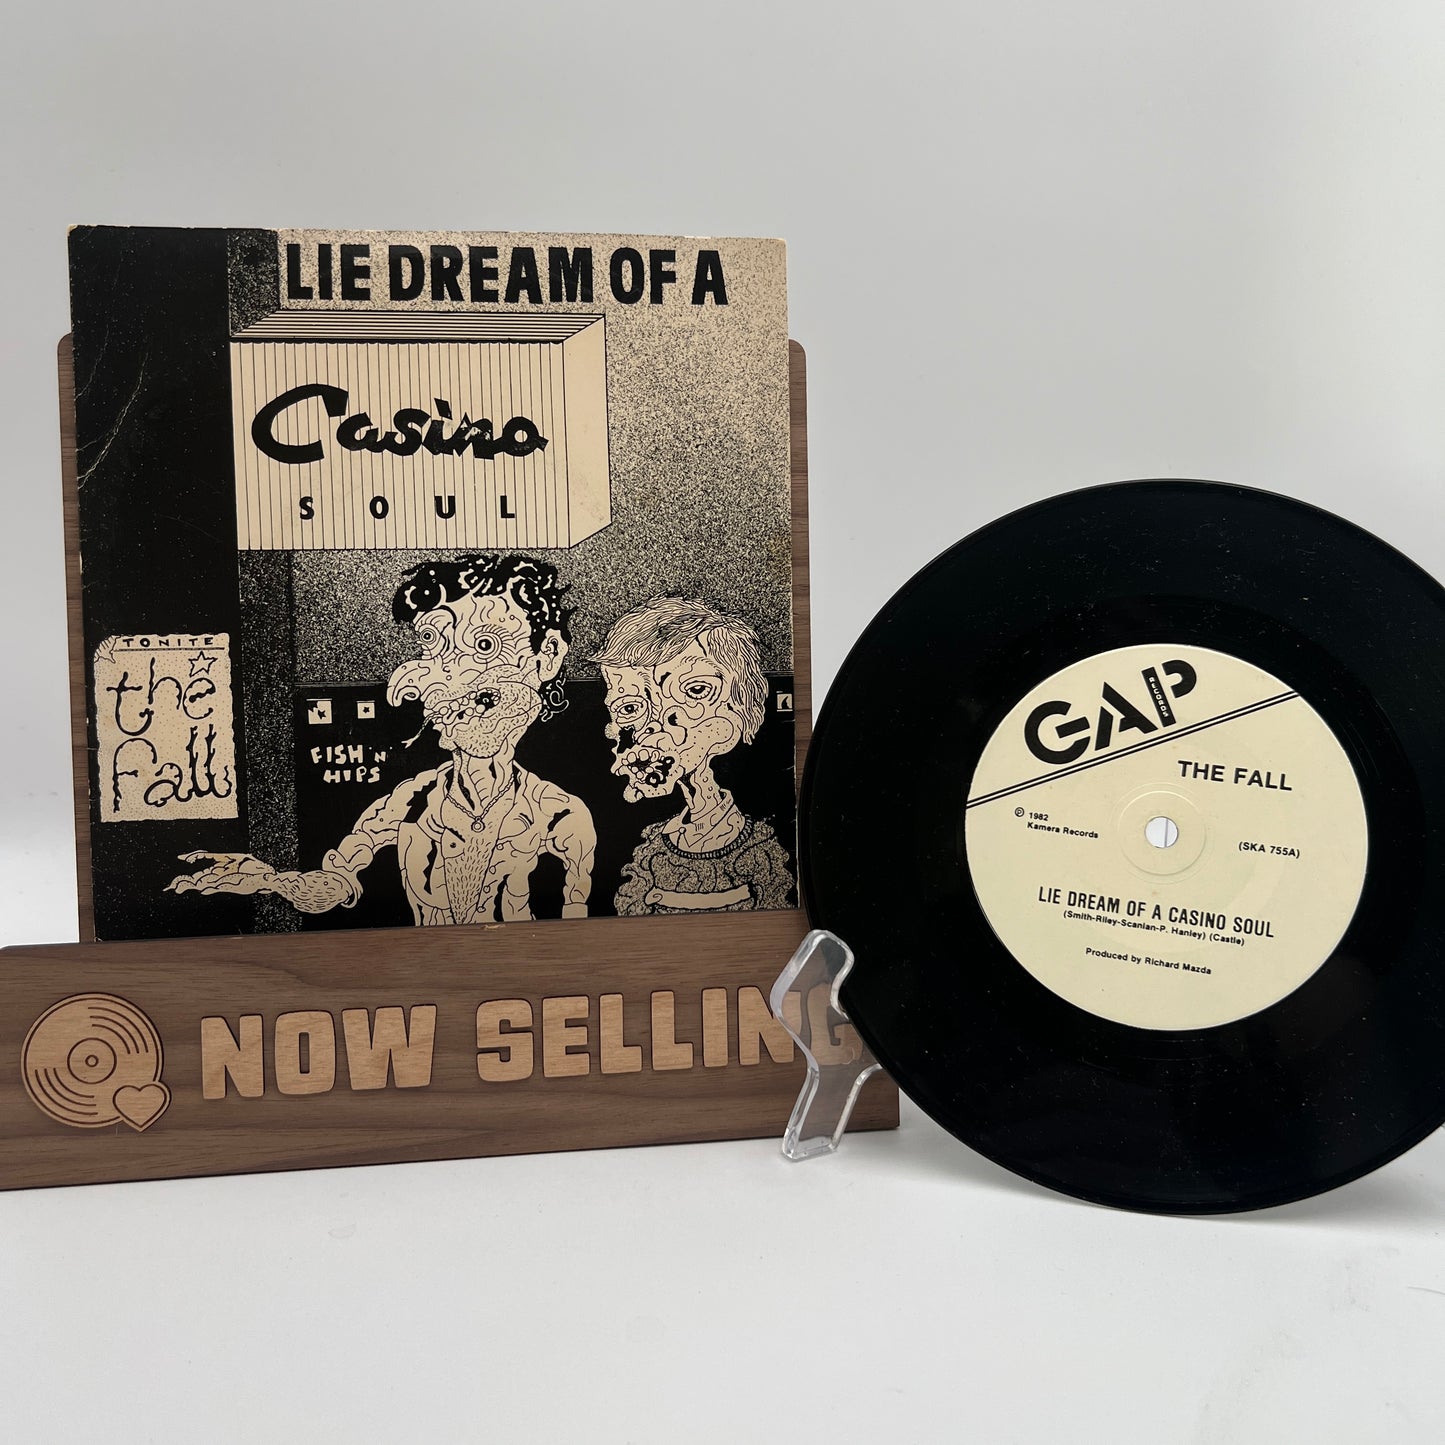 LIE DREAM OF A
Casino
SOUL
TONITE
the
fall
FISH 'N'
HIPS
NOW SELLING
GAP
RECORDS
THE FALL
Ⓟ 1982
Kamera Records
(SKA 755A)
LIE DREAM OF A CASINO SOUL
(Smith-Riley-Scanlan-P. Hanley) (Castle)
Produced by Richard Mazda